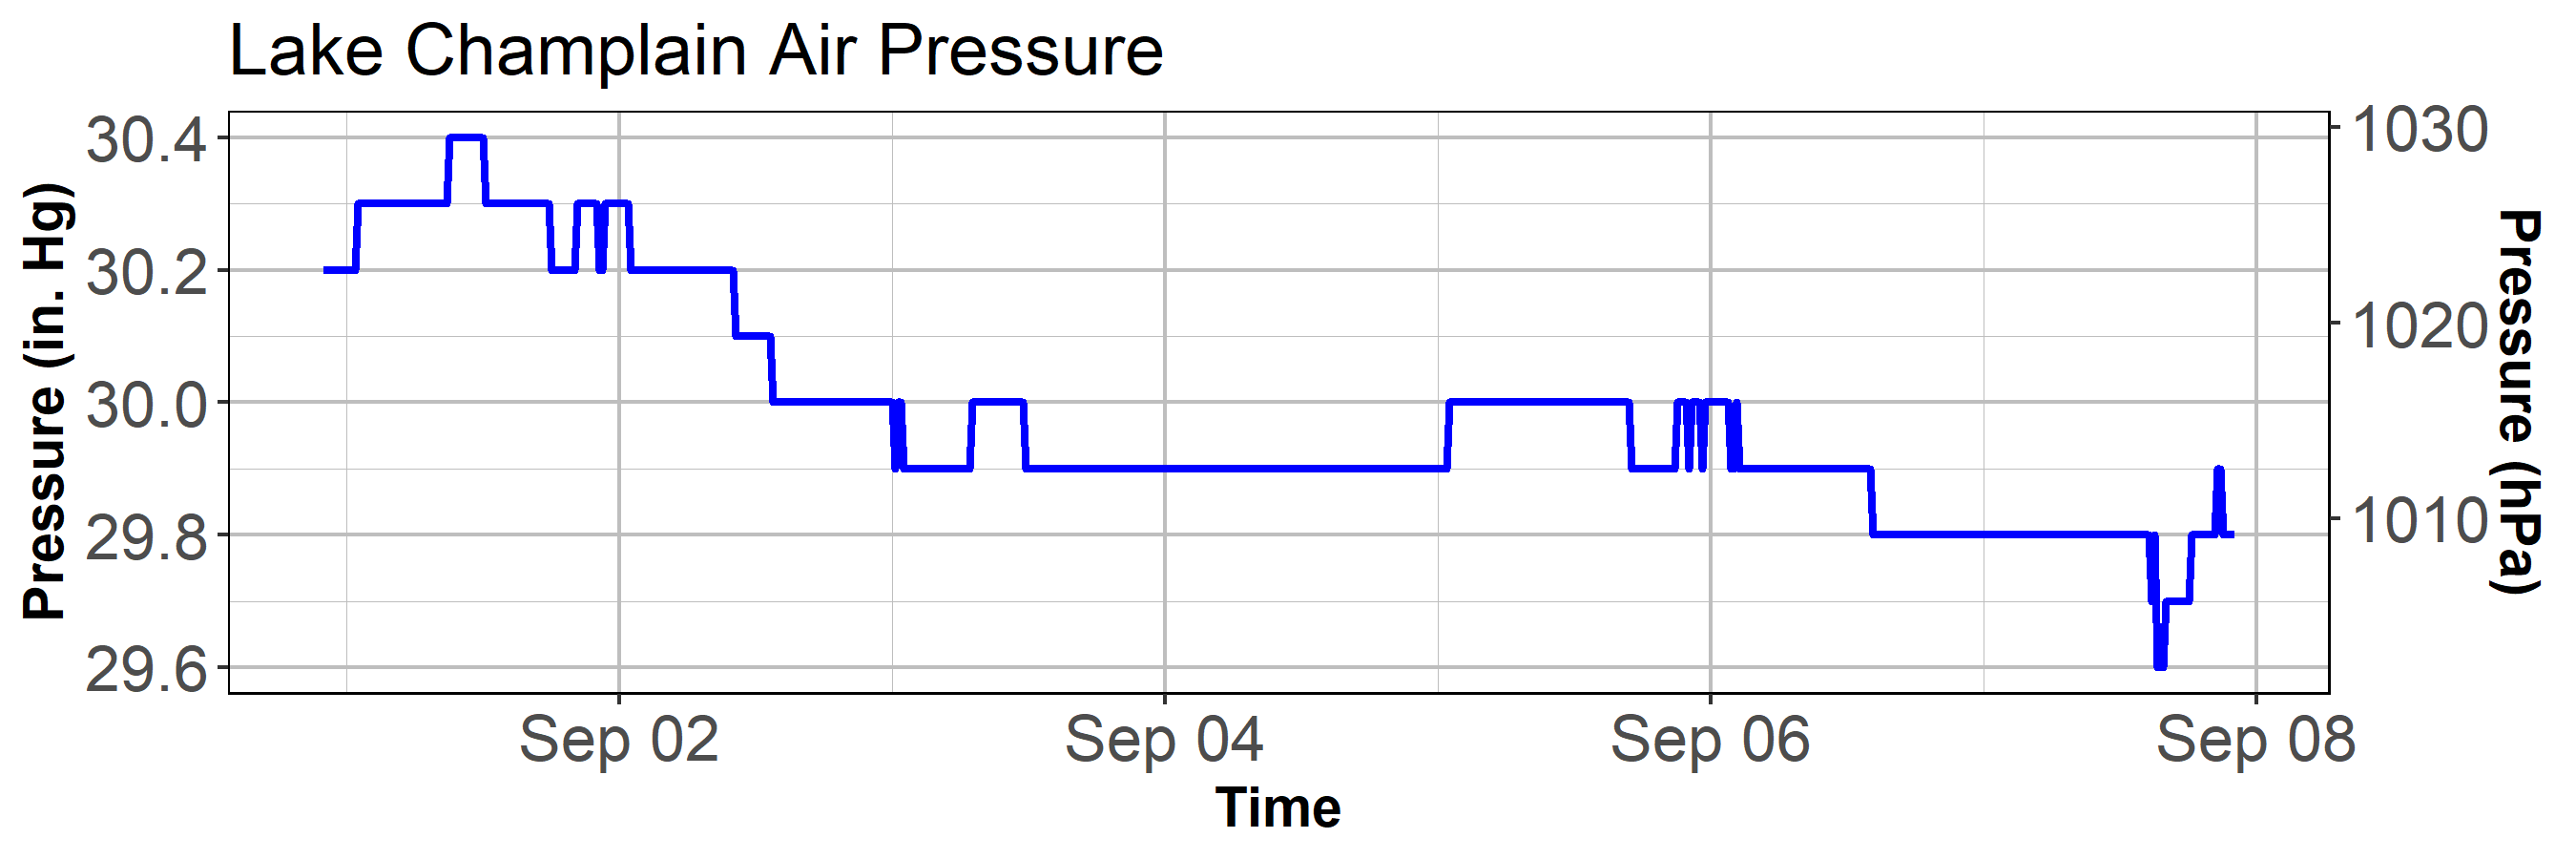 Lake Champlain Air Pressure
Pressure (in. Hg)
30.4
30.2
30.0
29.8
29.6
1030
1020
1010
Pressure (hPa)
Sep 02 Sep 04 Sep 06 Sep 08
Time